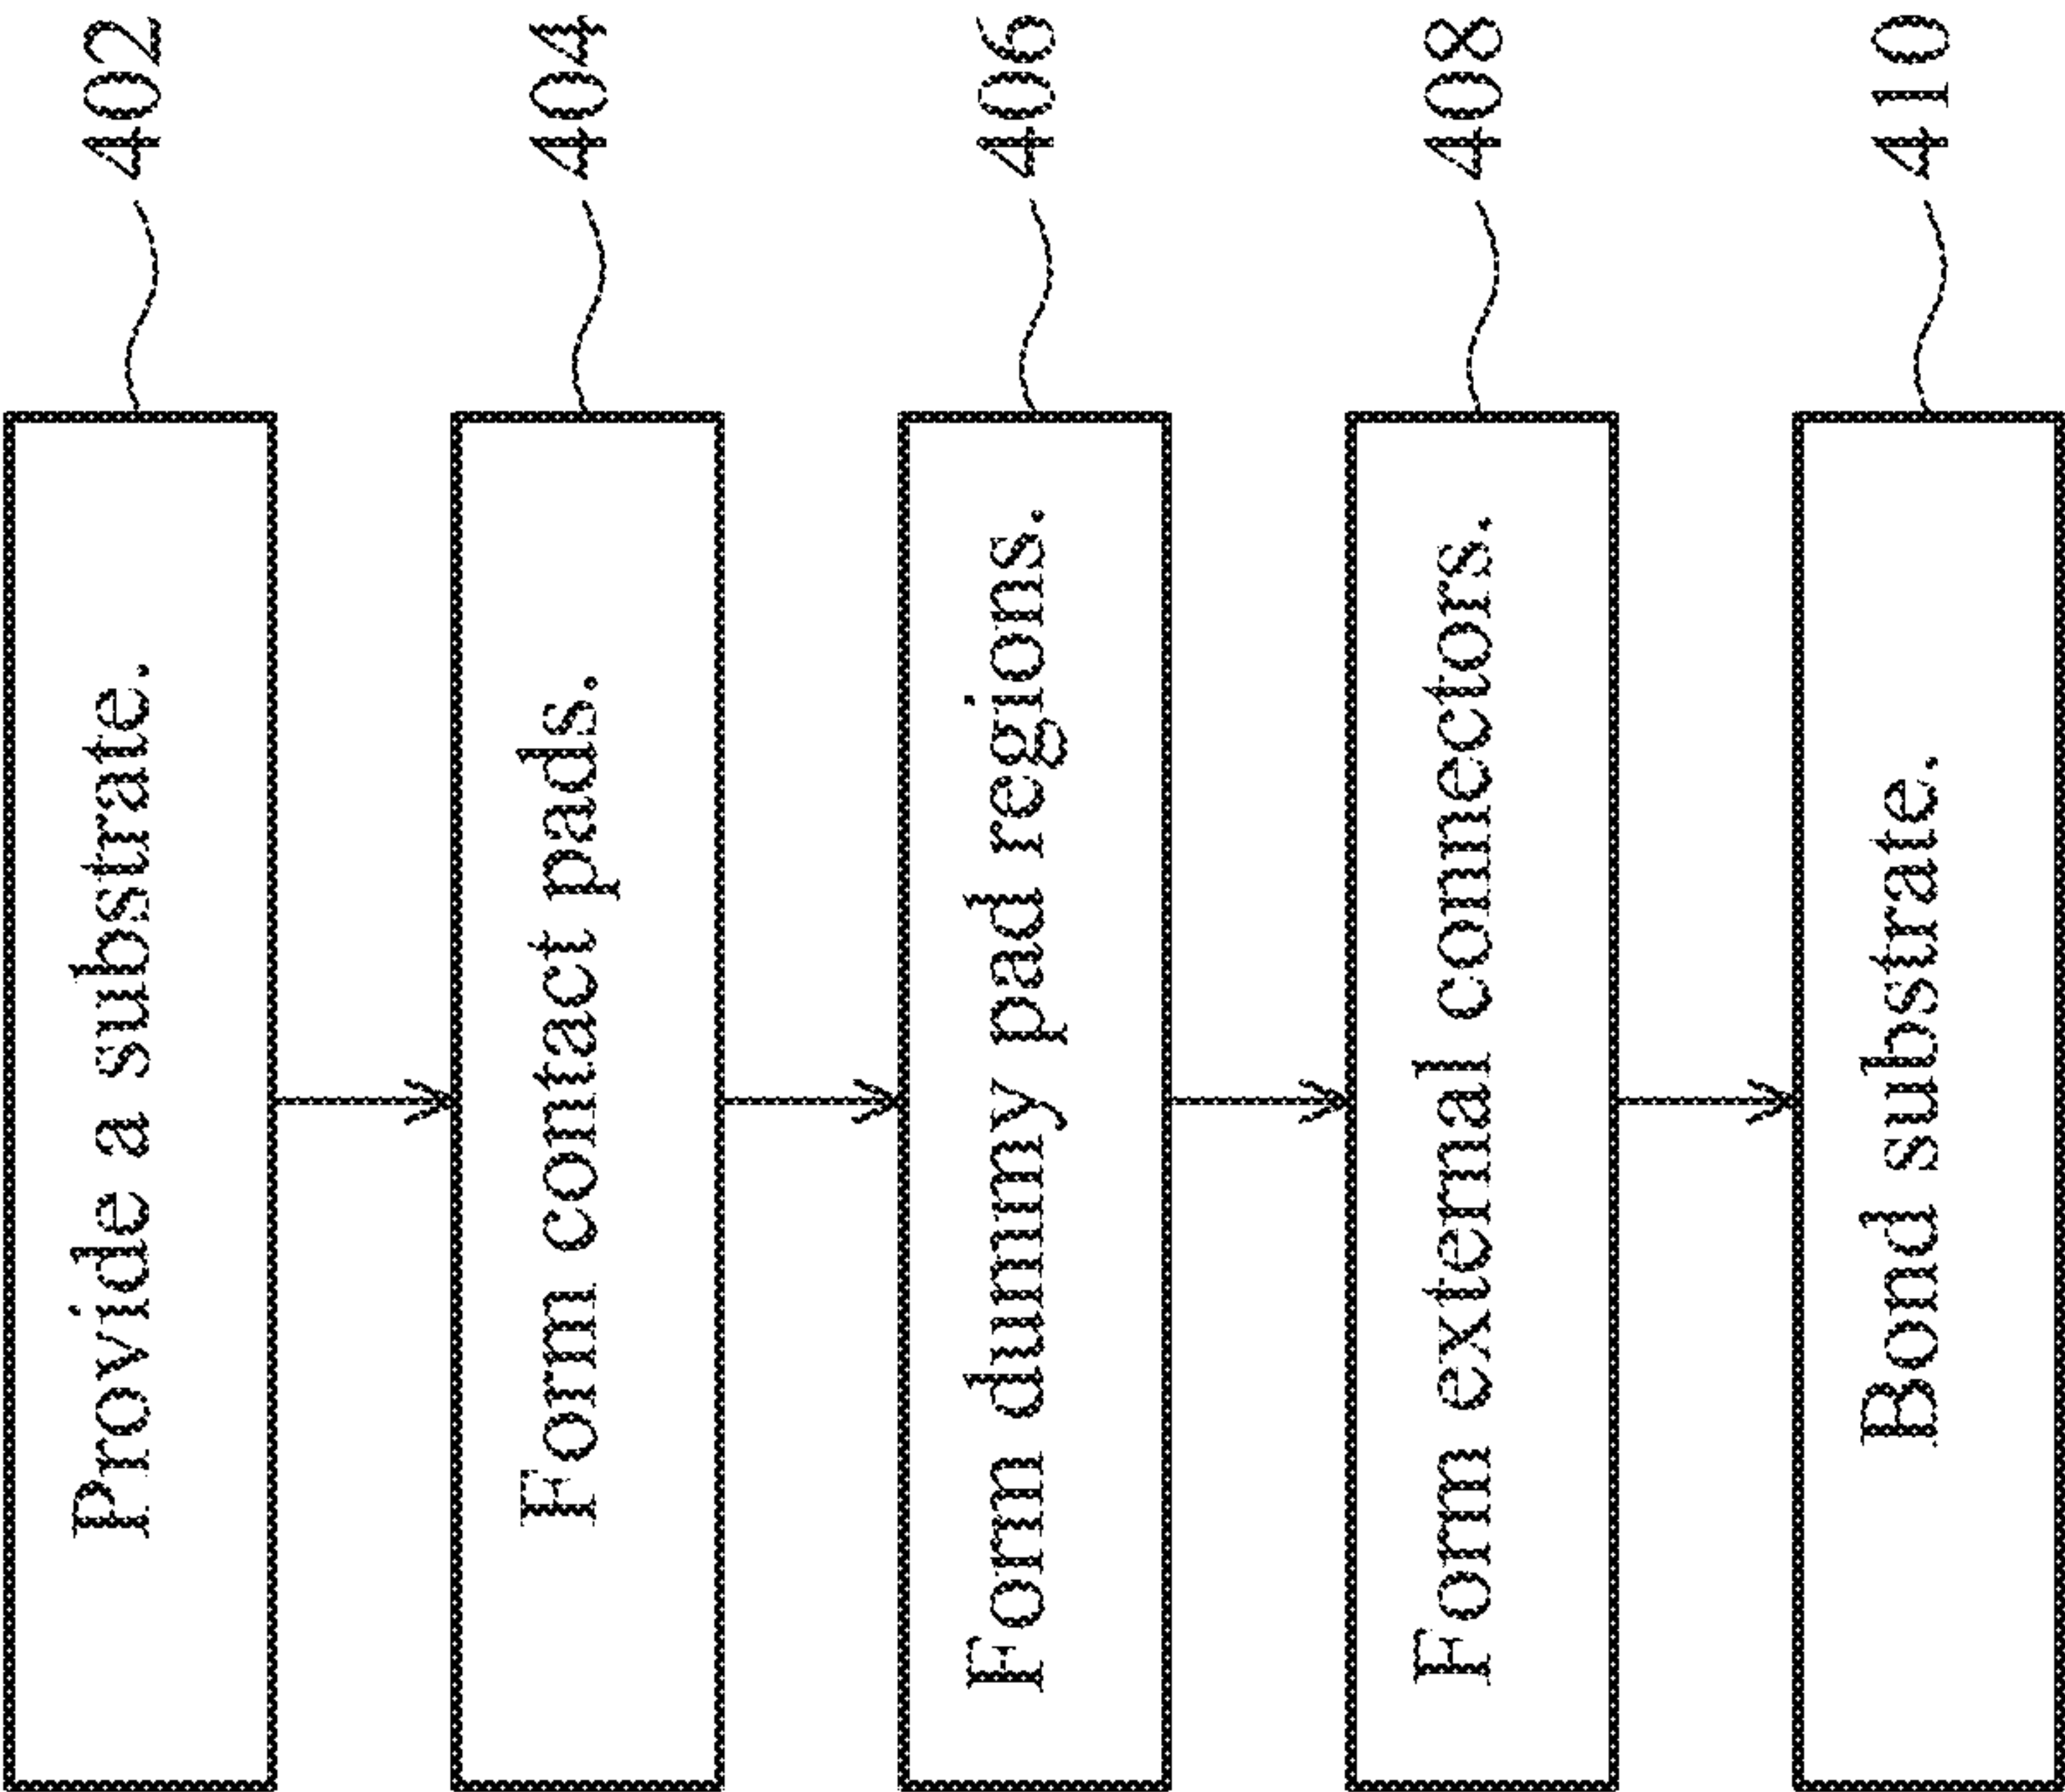 Provide a substrate.
402
Form contact pads.
404
Form dummy pad regions.
406
Form external connectors.
408
Bond substrate.
410